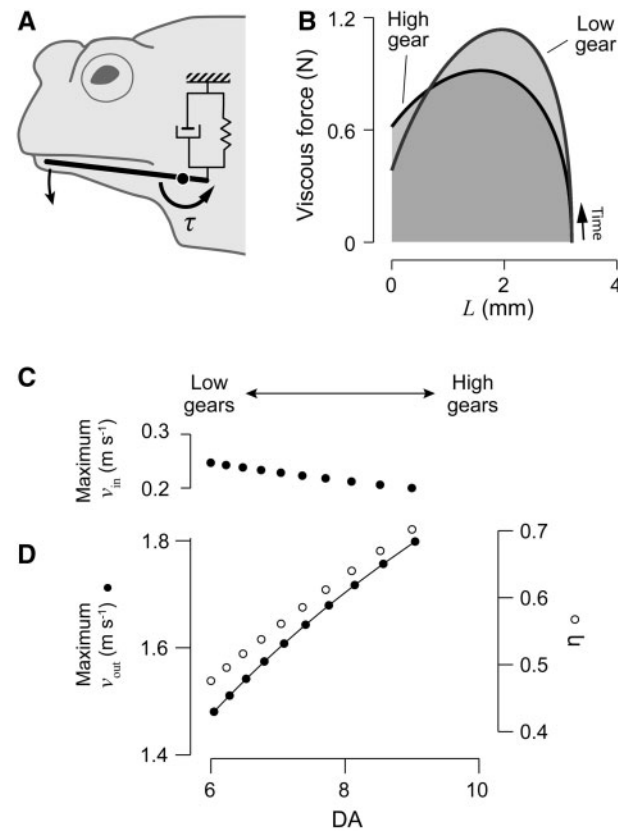 A
τ
B
Viscous force (N)
1.2
0.6
0
High
gear
Low
gear
Time
0
2
4
L (mm)
C
Low
gears
High
gears
Maximum
v_in (m s⁻¹)
0.3
0.2
D
Maximum
v_out (m s⁻¹)
1.8
1.6
1.4
0.7
0.6
0.5
0.4
η
6
8
10
DA